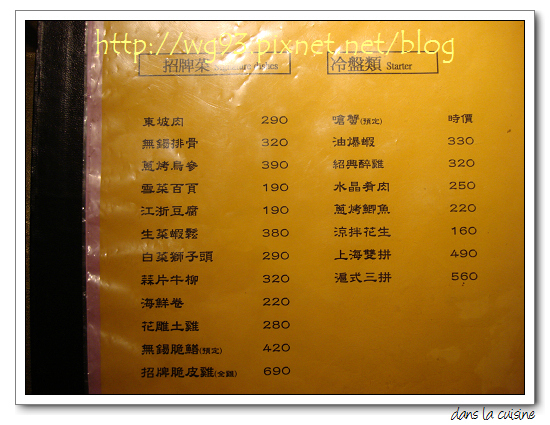 http://wg93.pixnet.net/blog
招牌菜 Signature dishes
東坡肉 290
無錫排骨 320
蔥烤烏參 390
雪菜百頁 190
江浙豆腐 190
生菜蝦鬆 380
白菜獅子頭 290
蒜片牛柳 320
海鮮卷 220
花雕土雞 280
無錫脆鱔(預定) 420
招牌脆皮雞(全雞) 690
冷盤類 Starter
嗆蟹(預定) 時價
油爆蝦 330
紹興醉雞 320
水晶肴肉 250
蔥烤鯽魚 220
涼拌花生 160
上海雙拼 490
滬式三拼 560
dans la cuisine